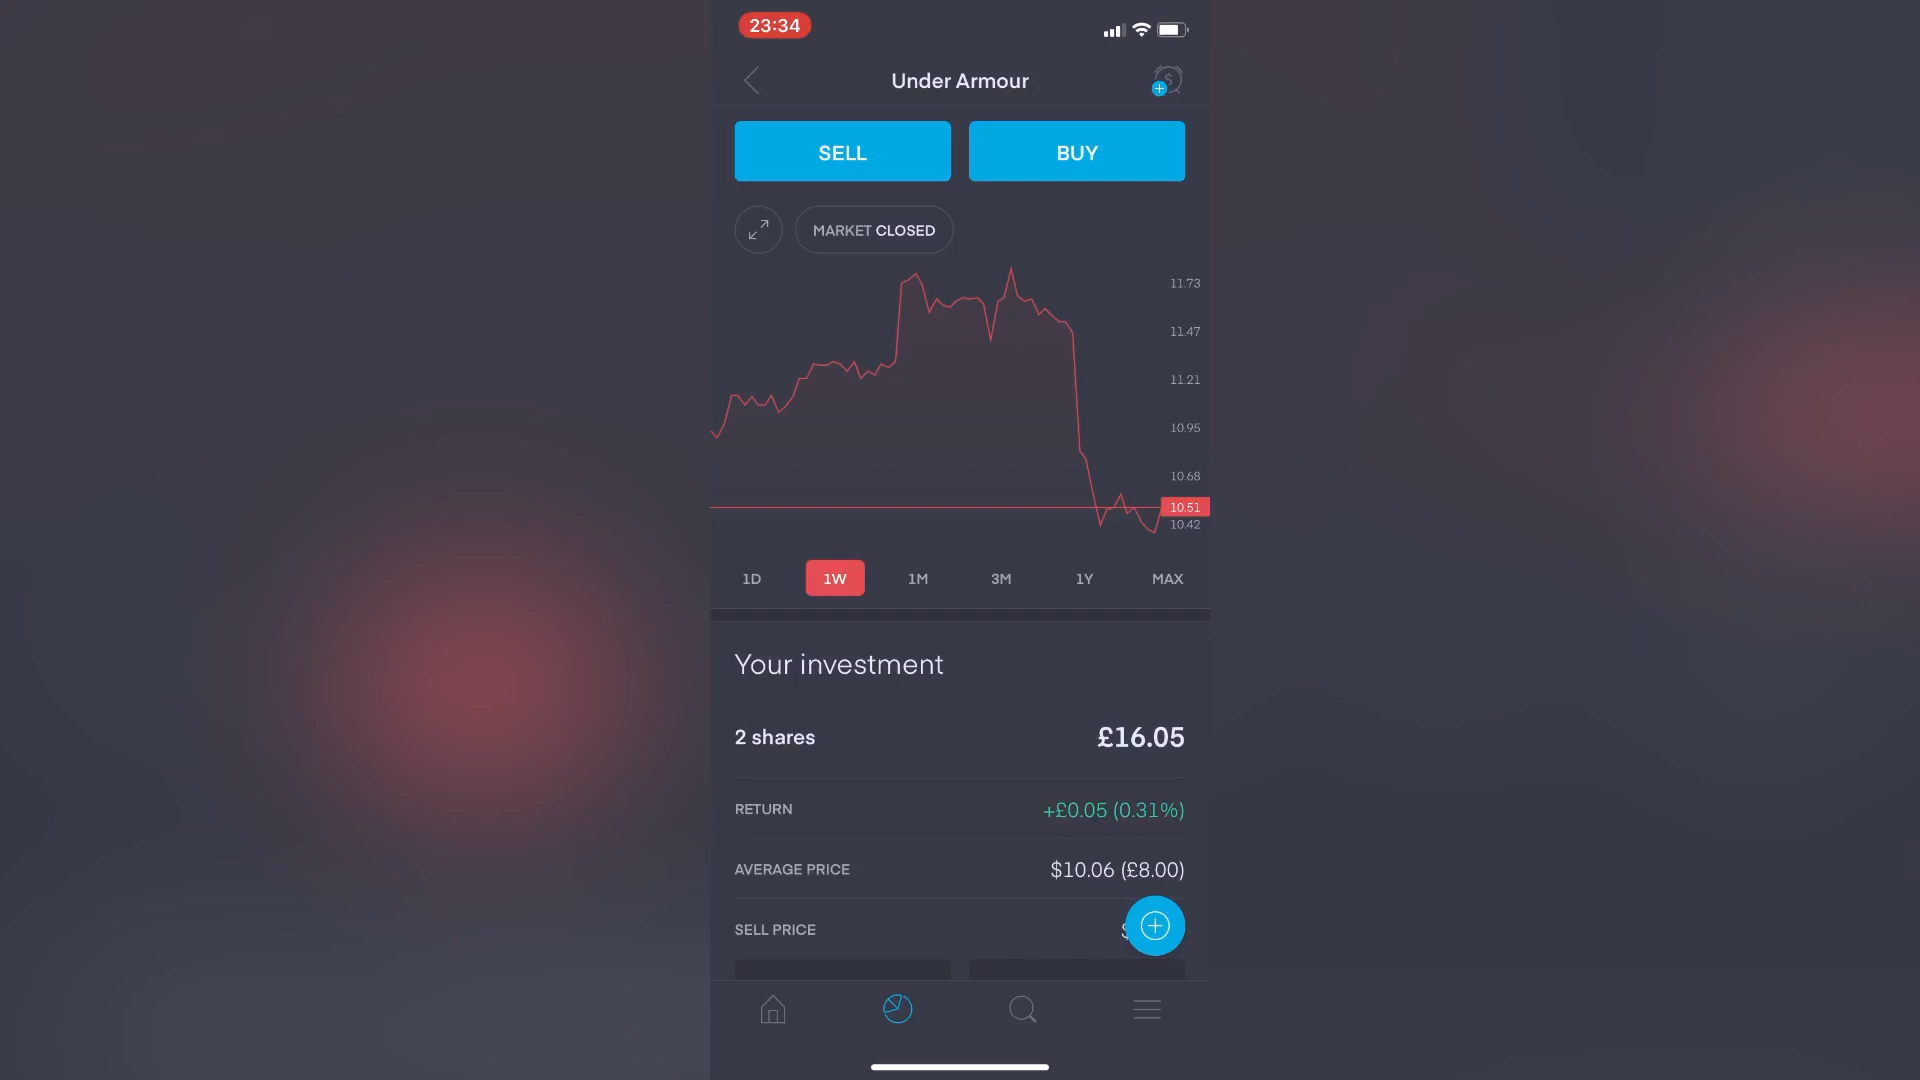 23:34
Under Armour
SELL
BUY
MARKET CLOSED
11.73
11.47
11.21
10.95
10.68
10.51
10.42
1D
1W
1M
3M
1Y
MAX
Your investment
2 shares
£16.05
RETURN
+£0.05 (0.31%)
AVERAGE PRICE
$10.06 (£8.00)
SELL PRICE